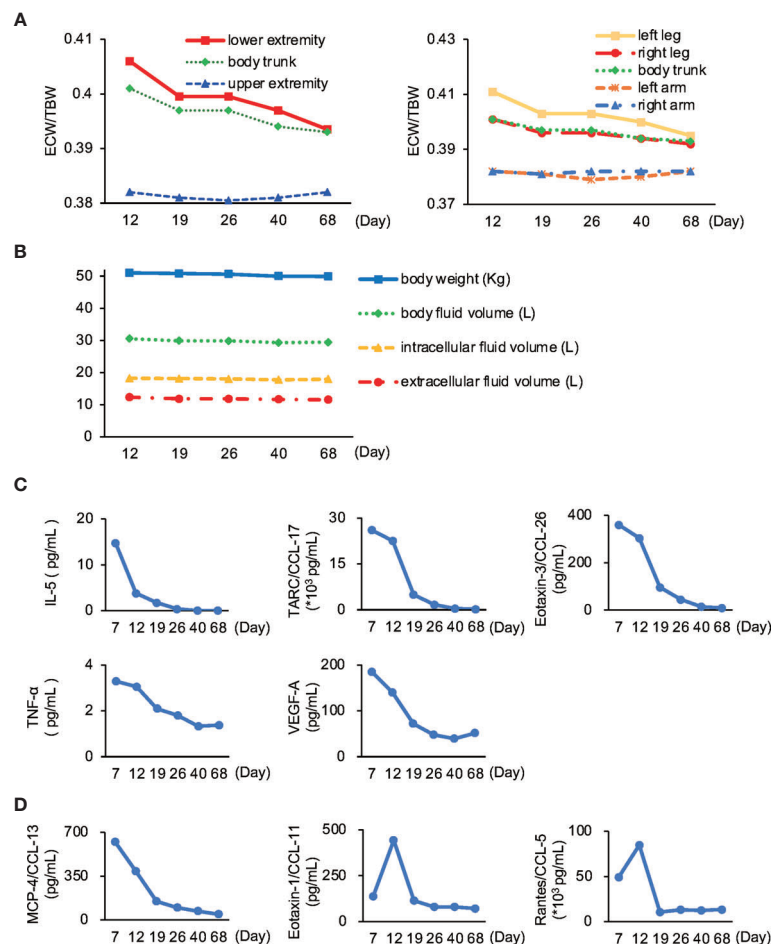 A
0.41
0.4
0.39
0.38
ECW/TBW
12 19 26 40 68 (Day)
lower extremity
body trunk
upper extremity
0.43
0.41
0.39
0.37
ECW/TBW
12 19 26 40 68 (Day)
left leg
right leg
body trunk
left arm
right arm
B
50
40
30
20
10
0
12 19 26 40 68 (Day)
body weight (Kg)
body fluid volume (L)
intracellular fluid volume (L)
extracellular fluid volume (L)
C
IL-5 ( pg/mL )
20
10
0
7 12 19 26 40 68 (Day)
TARC/CCL-17
(*10³ pg/mL)
30
15
0
7 12 19 26 40 68 (Day)
Eotaxin-3/CCL-26
(pg/mL)
400
200
0
7 12 19 26 40 68 (Day)
TNF-α
( pg/mL)
4
2
0
7 12 19 26 40 68 (Day)
VEGF-A
(pg/mL)
200
100
0
7 12 19 26 40 68 (Day)
D
MCP-4/CCL-13
(pg/mL)
700
350
0
7 12 19 26 40 68 (Day)
Eotaxin-1/CCL-11
(pg/mL)
500
250
0
7 12 19 26 40 68 (Day)
Rantes/CCL-5
(*10³ pg/mL)
100
50
0
7 12 19 26 40 68 (Day)